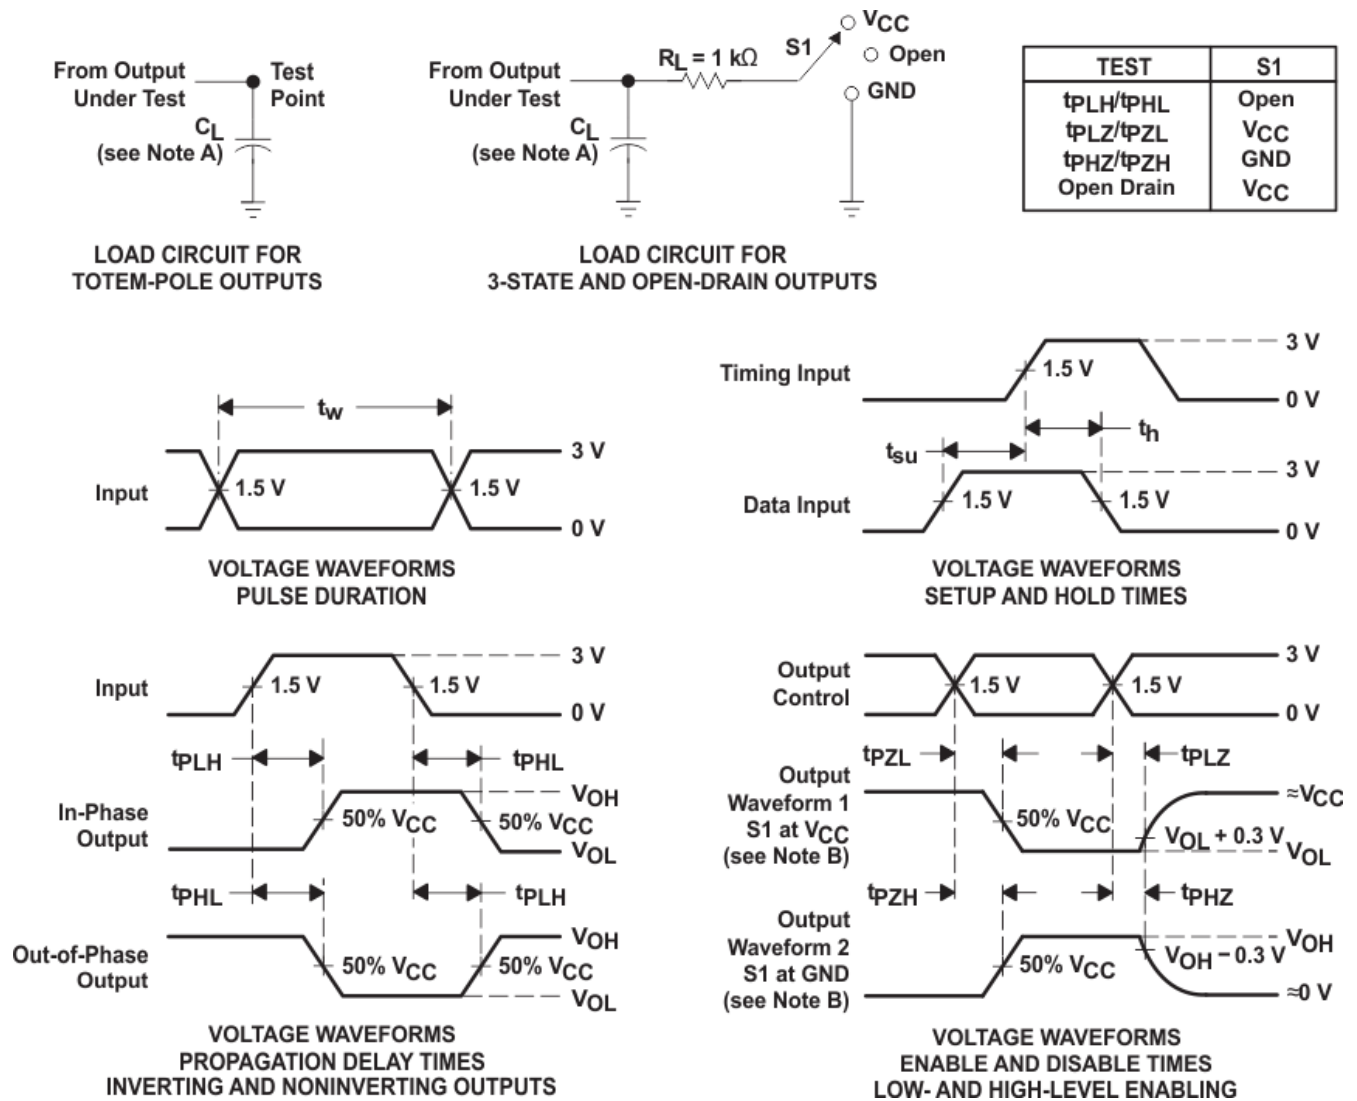 From Output
Under Test
Test
Point
CL
(see Note A)
LOAD CIRCUIT FOR
TOTEM-POLE OUTPUTS
From Output
Under Test
RL = 1 kΩ
S1
VCC
Open
GND
CL
(see Note A)
LOAD CIRCUIT FOR
3-STATE AND OPEN-DRAIN OUTPUTS
TEST S1
tPLH/tPHL Open
tPLZ/tPZL VCC
tPHZ/tPZH GND
Open Drain VCC
tw
Input
1.5 V
1.5 V
3 V
0 V
VOLTAGE WAVEFORMS
PULSE DURATION
Timing Input
1.5 V
3 V
0 V
th
tsu
Data Input
1.5 V
1.5 V
3 V
0 V
VOLTAGE WAVEFORMS
SETUP AND HOLD TIMES
Input
1.5 V
1.5 V
3 V
0 V
tPLH
tPHL
In-Phase
Output
50% VCC
50% VCC
VOH
VOL
tPHL
tPLH
Out-of-Phase
Output
50% VCC
50% VCC
VOH
VOL
VOLTAGE WAVEFORMS
PROPAGATION DELAY TIMES
INVERTING AND NONINVERTING OUTPUTS
Output
Control
1.5 V
1.5 V
3 V
0 V
tPZL
tPLZ
Output
Waveform 1
S1 at VCC
(see Note B)
50% VCC
VOL + 0.3 V
≈VCC
VOL
tPZH
tPHZ
Output
Waveform 2
S1 at GND
(see Note B)
50% VCC
VOH − 0.3 V
VOH
≈0 V
VOLTAGE WAVEFORMS
ENABLE AND DISABLE TIMES
LOW- AND HIGH-LEVEL ENABLING